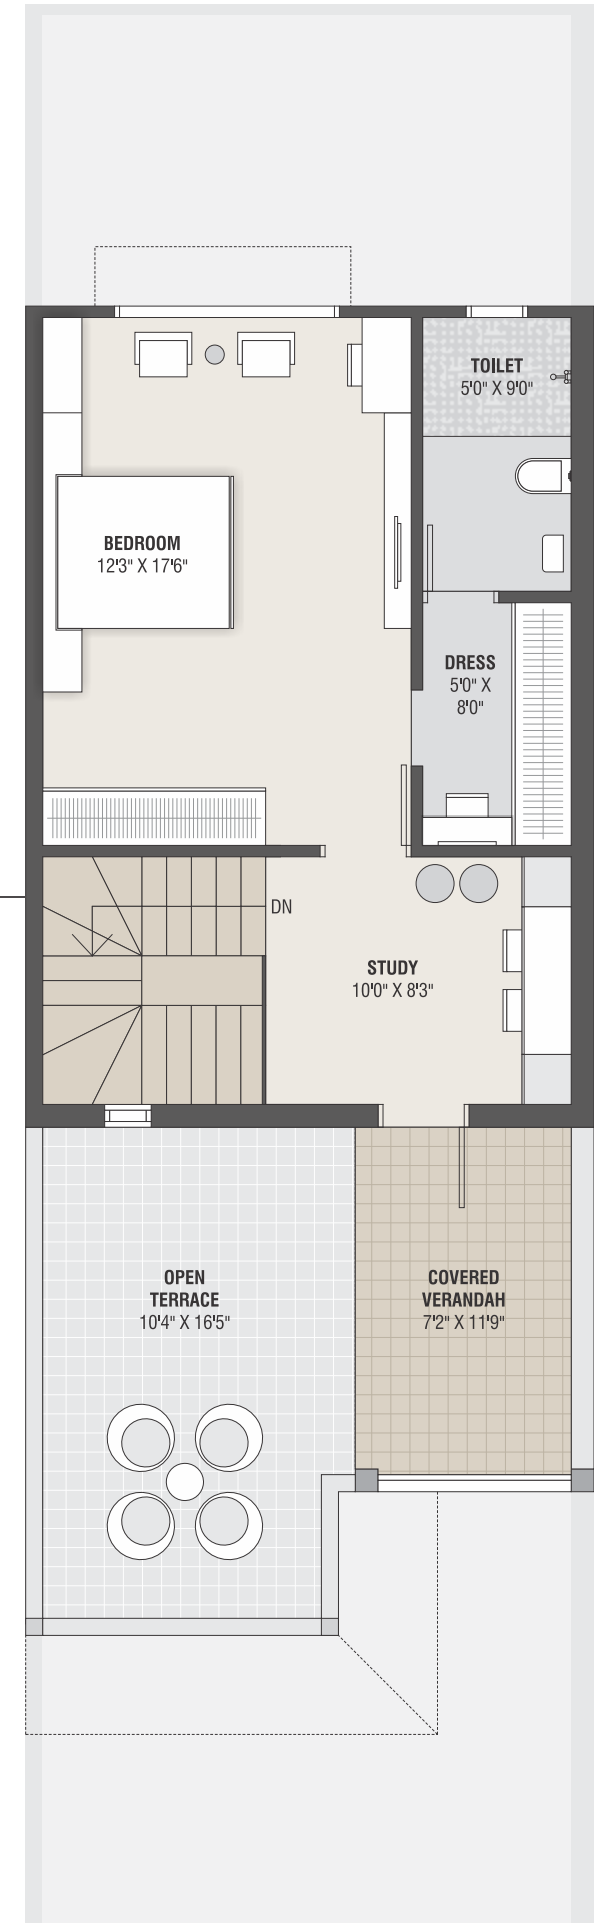 TOILET
5'0" X 9'0"
BEDROOM
12'3" X 17'6"
DRESS
5'0" X
8'0"
DN
STUDY
10'0" X 8'3"
OPEN
TERRACE
10'4" X 16'5"
COVERED
VERANDAH
7'2" X 11'9"